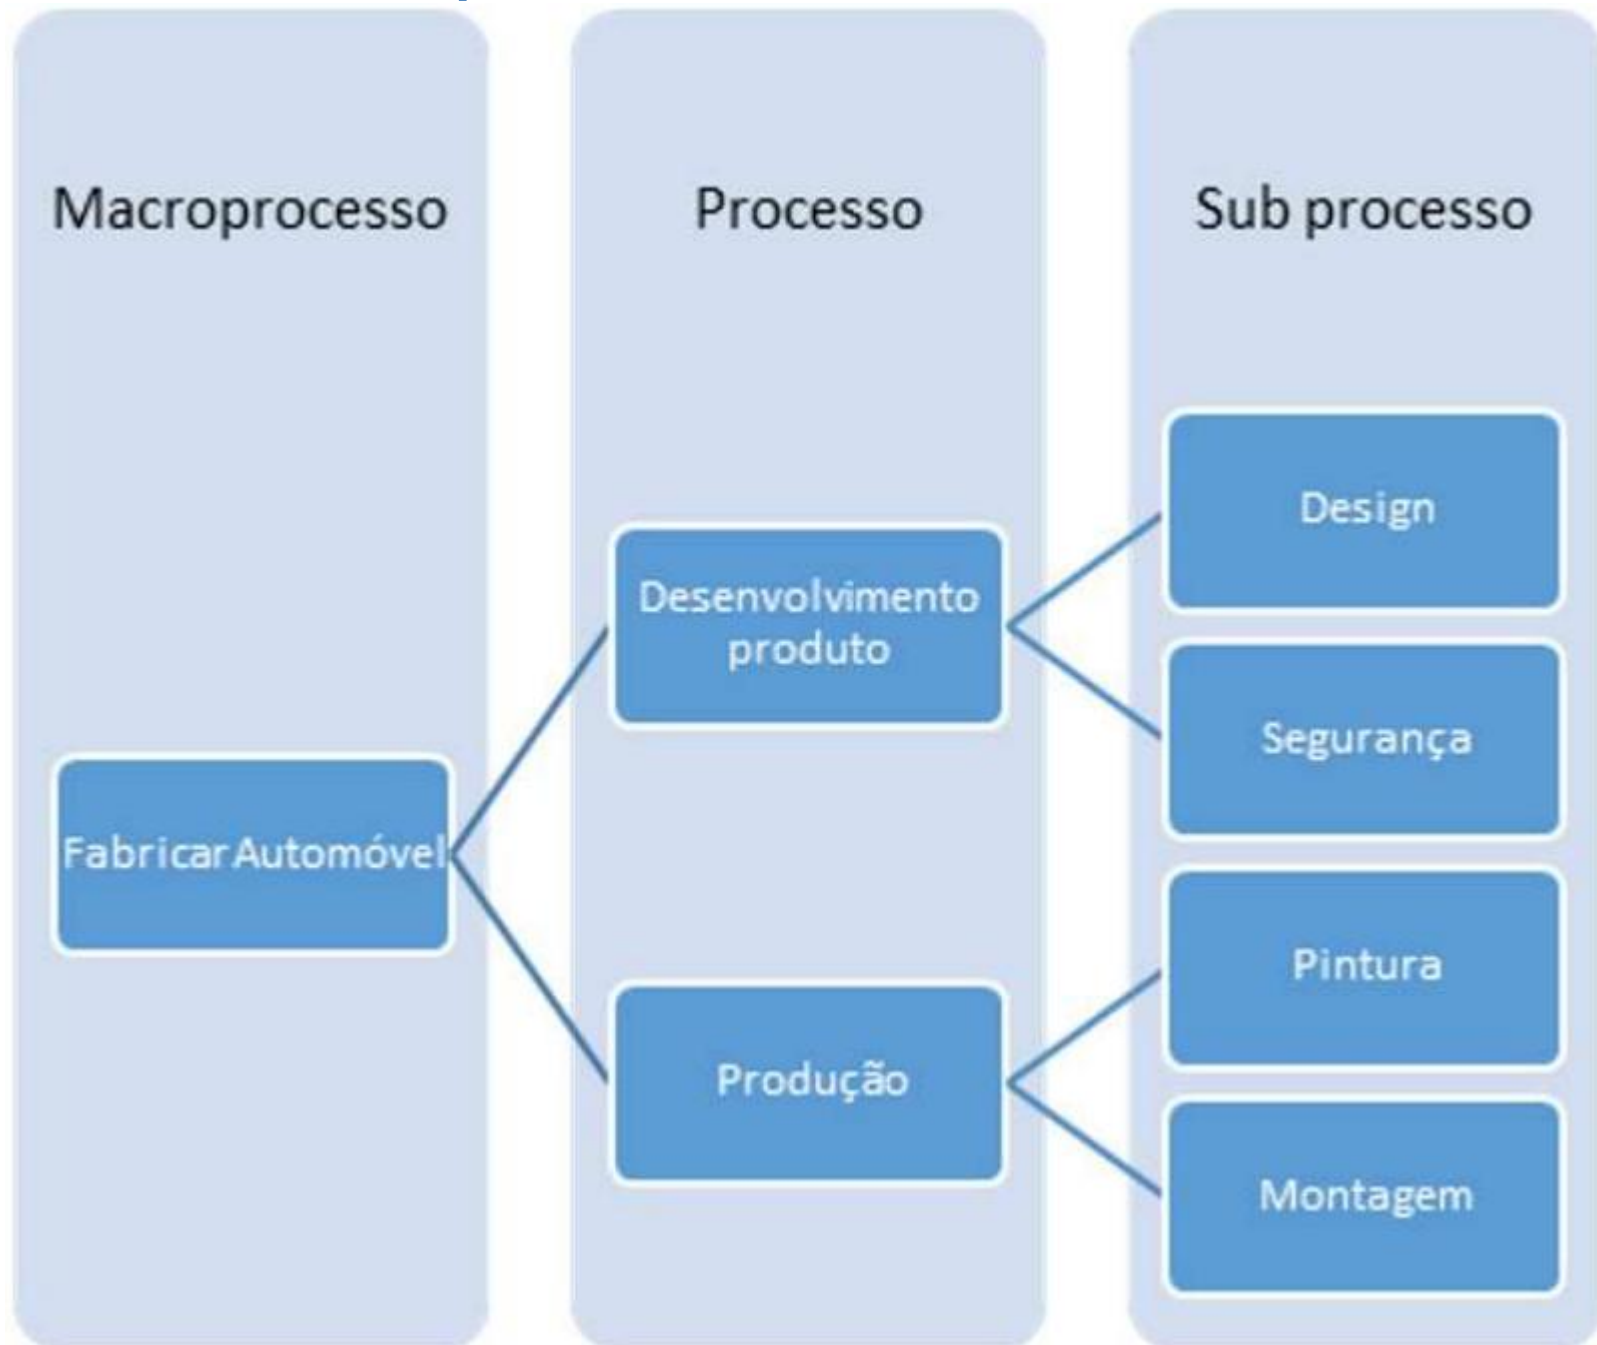 Macroprocesso
Processo
Sub processo
Fabricar Automóvel
Desenvolvimento
produto
Produção
Design
Segurança
Pintura
Montagem